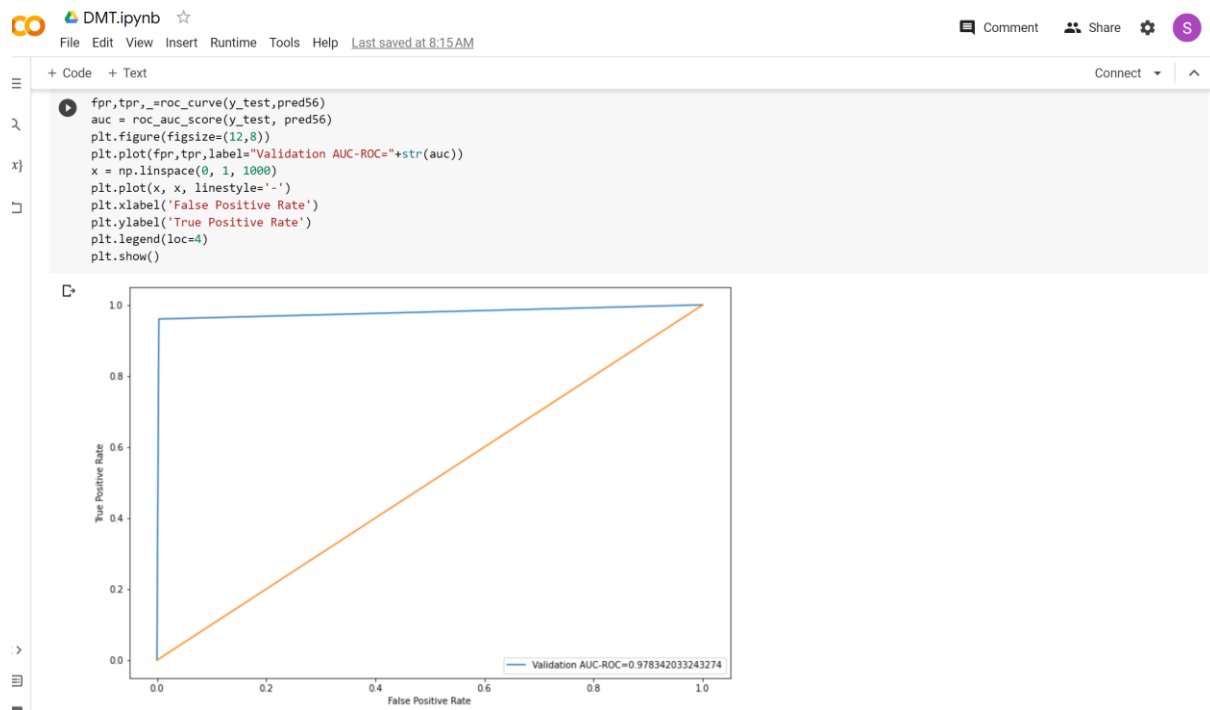 CO
DMT.ipynb
File Edit View Insert Runtime Tools Help Last saved at 8:15 AM
Comment Share S
+ Code + Text
Connect
fpr,tpr,_=roc_curve(y_test,pred56)
auc = roc_auc_score(y_test, pred56)
plt.figure(figsize=(12,8))
plt.plot(fpr,tpr,label="Validation AUC-ROC="+str(auc))
x = np.linspace(0, 1, 1000)
plt.plot(x, x, linestyle='-')
plt.xlabel('False Positive Rate')
plt.ylabel('True Positive Rate')
plt.legend(loc=4)
plt.show()
x}
1.0
0.8
0.6
0.4
0.2
0.0
True Positive Rate
Validation AUC-ROC=0.978342033243274
0.0 0.2 0.4 0.6 0.8 1.0
False Positive Rate